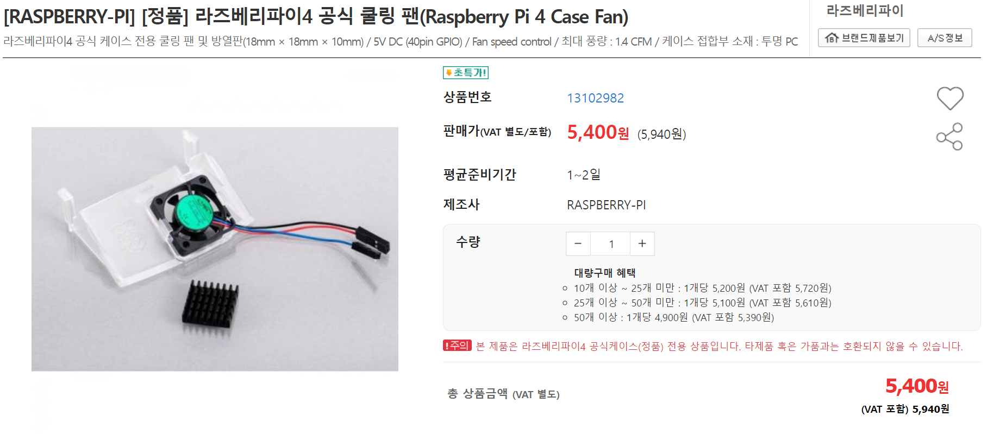 [RASPBERRY-PI] [정품] 라즈베리파이4 공식 쿨링 팬(Raspberry Pi 4 Case Fan)
라즈베리파이4 공식 케이스 전용 쿨링 팬 및 방열판(18mm × 18mm × 10mm) / 5V DC (40pin GPIO) / Fan speed control / 최대 풍량 : 1.4 CFM / 케이스 접합부 소재 : 투명 PC
라즈베리파이
브랜드제품보기 A/S정보
초특가!
상품번호 13102982
판매가(VAT 별도/포함) 5,400원 (5,940원)
평균준비기간 1~2일
제조사 RASPBERRY-PI
수량 − 1 +
대량구매 혜택
10개 이상 ~ 25개 미만 : 1개당 5,200원 (VAT 포함 5,720원)
25개 이상 ~ 50개 미만 : 1개당 5,100원 (VAT 포함 5,610원)
50개 이상 : 1개당 4,900원 (VAT 포함 5,390원)
!주의 본 제품은 라즈베리파이4 공식케이스(정품) 전용 상품입니다. 타제품 혹은 가품과는 호환되지 않을 수 있습니다.
총 상품금액 (VAT 별도) 5,400원
(VAT 포함) 5,940원